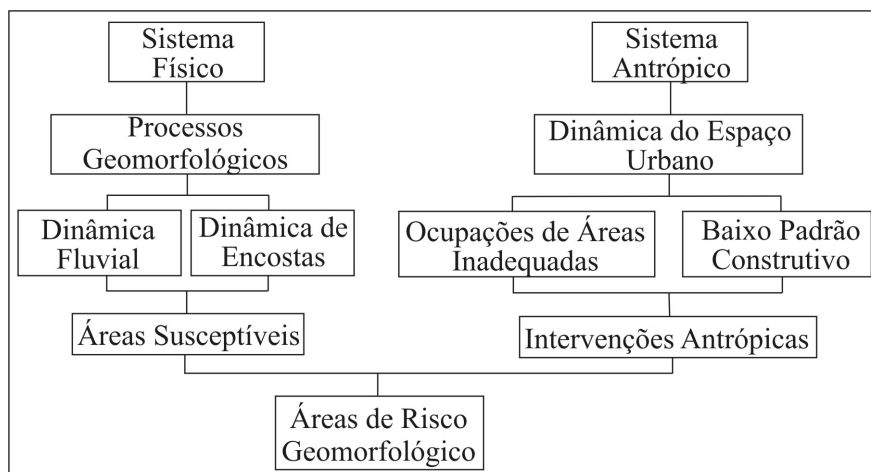 Sistema
Físico
Sistema
Antrópico
Processos
Geomorfológicos
Dinâmica do Espaço
Urbano
Dinâmica
Fluvial
Dinâmica de
Encostas
Ocupações de Áreas
Inadequadas
Baixo Padrão
Construtivo
Áreas Susceptíveis
Intervenções Antrópicas
Áreas de Risco
Geomorfológico